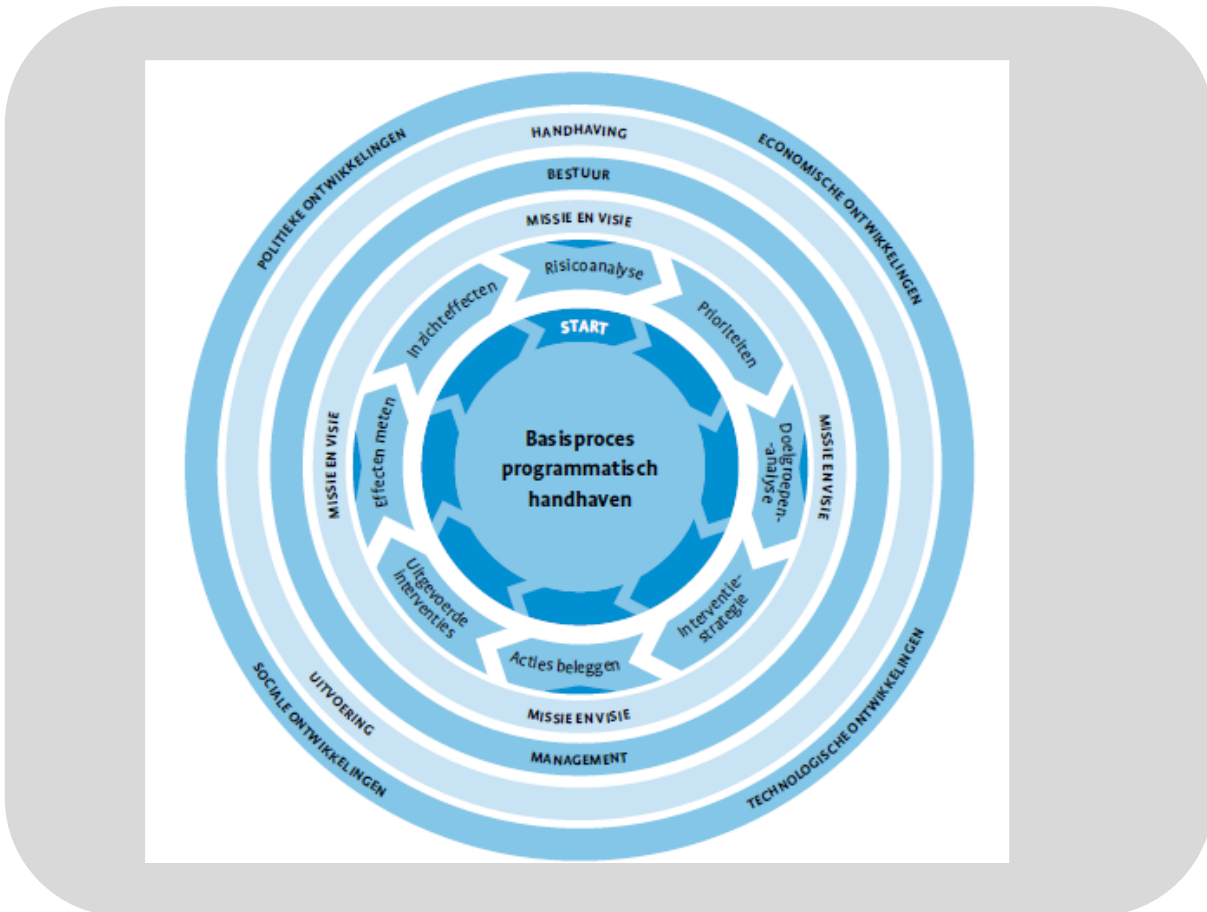 POLITIEKE ONTWIKKELINGEN
ECONOMISCHE ONTWIKKELINGEN
TECHNOLOGISCHE ONTWIKKELINGEN
SOCIALE ONTWIKKELINGEN
HANDHAVING
UITVOERING
BESTUUR
MANAGEMENT
MISSIE EN VISIE
MISSIE EN VISIE
MISSIE EN VISIE
MISSIE EN VISIE
Risicoanalyse
Prioriteiten
Doelgroepen-
-analyse
Interventie-
strategie
Acties beleggen
Uitgevoerde
interventies
Effecten meten
Inzichteffecten
START
Basisproces
programmatisch
handhaven